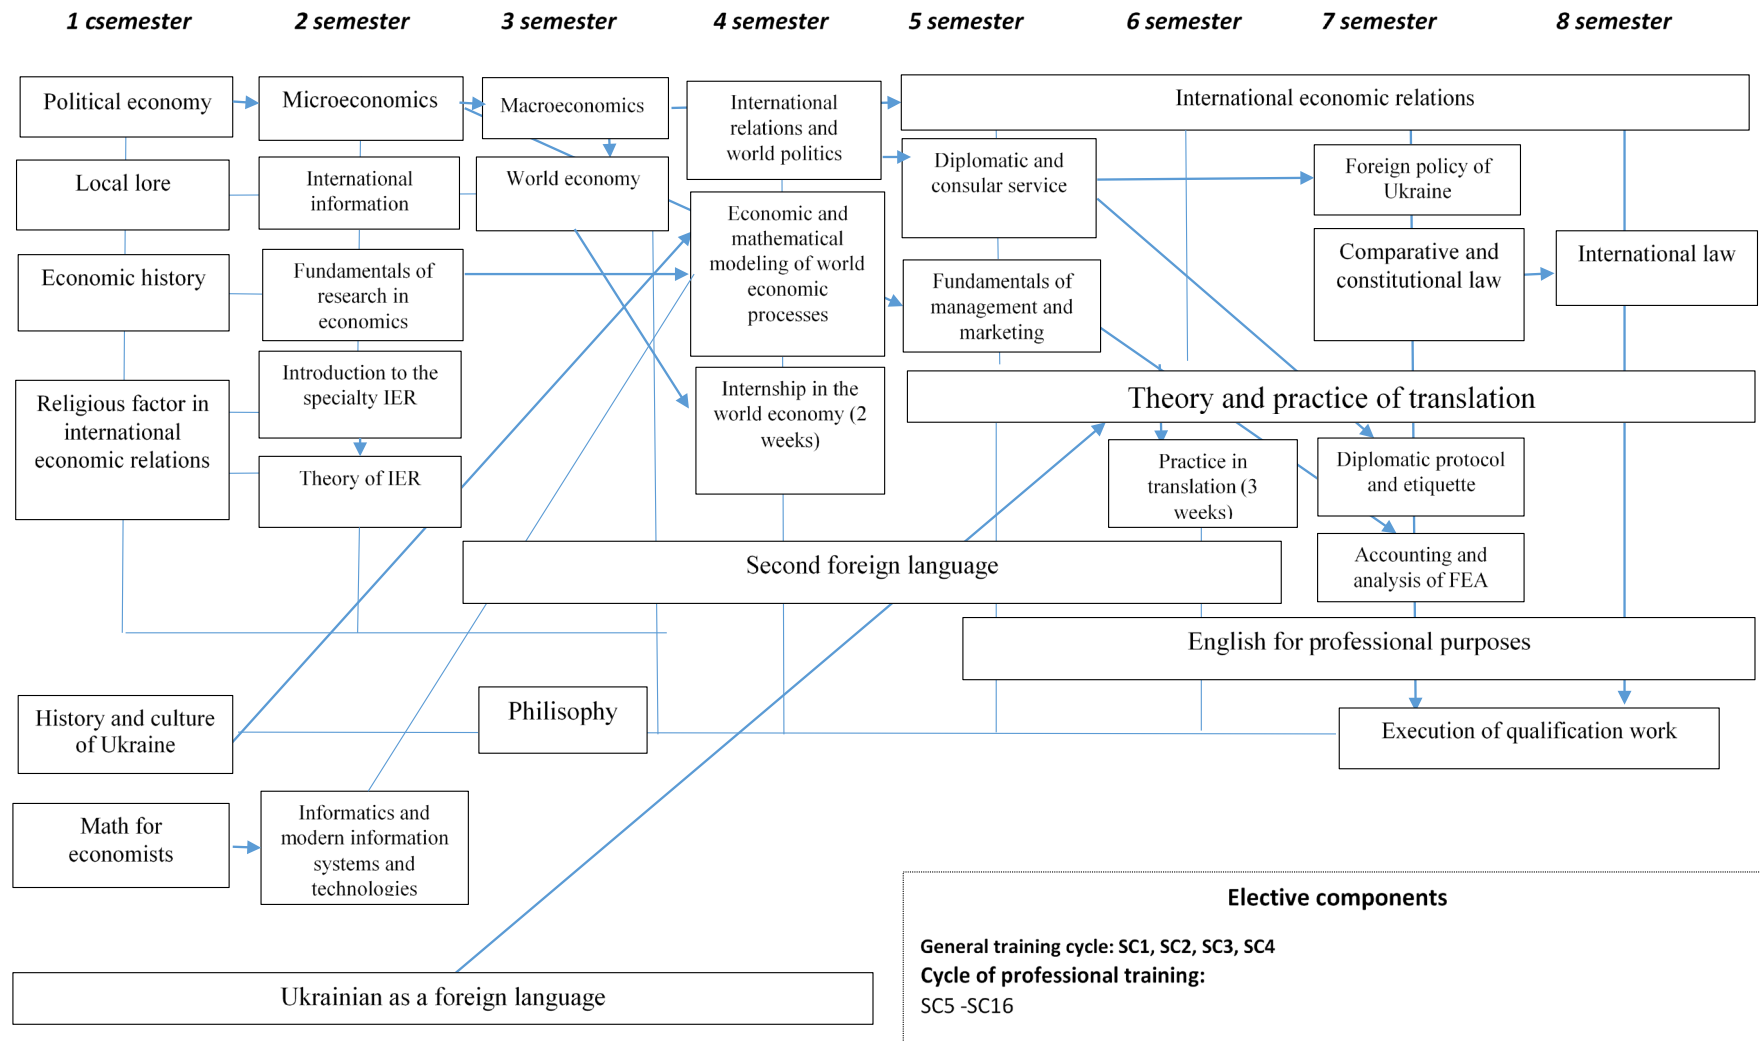 1 csemester
2 semester
3 semester
4 semester
5 semester
6 semester
7 semester
8 semester
Political economy
Local lore
Economic history
Religious factor in
international
economic relations
History and culture
of Ukraine
Math for
economists
Microeconomics
International
information
Fundamentals of
research in
economics
Introduction to the
specialty IER
Theory of IER
Informatics and
modern information
systems and
technologies
Macroeconomics
World economy
Philisophy
International
relations and
world politics
Economic and
mathematical
modeling of world
economic
processes
Internship in the
world economy (2
weeks)
International economic relations
Diplomatic and
consular service
Fundamentals of
management and
marketing
Foreign policy of
Ukraine
Comparative and
constitutional law
International law
Theory and practice of translation
Practice in
translation (3
weeks)
Diplomatic protocol
and etiquette
Accounting and
analysis of FEA
Second foreign language
English for professional purposes
Execution of qualification work
Ukrainian as a foreign language
Elective components
General training cycle: SC1, SC2, SC3, SC4
Cycle of professional training:
SC5 -SC16